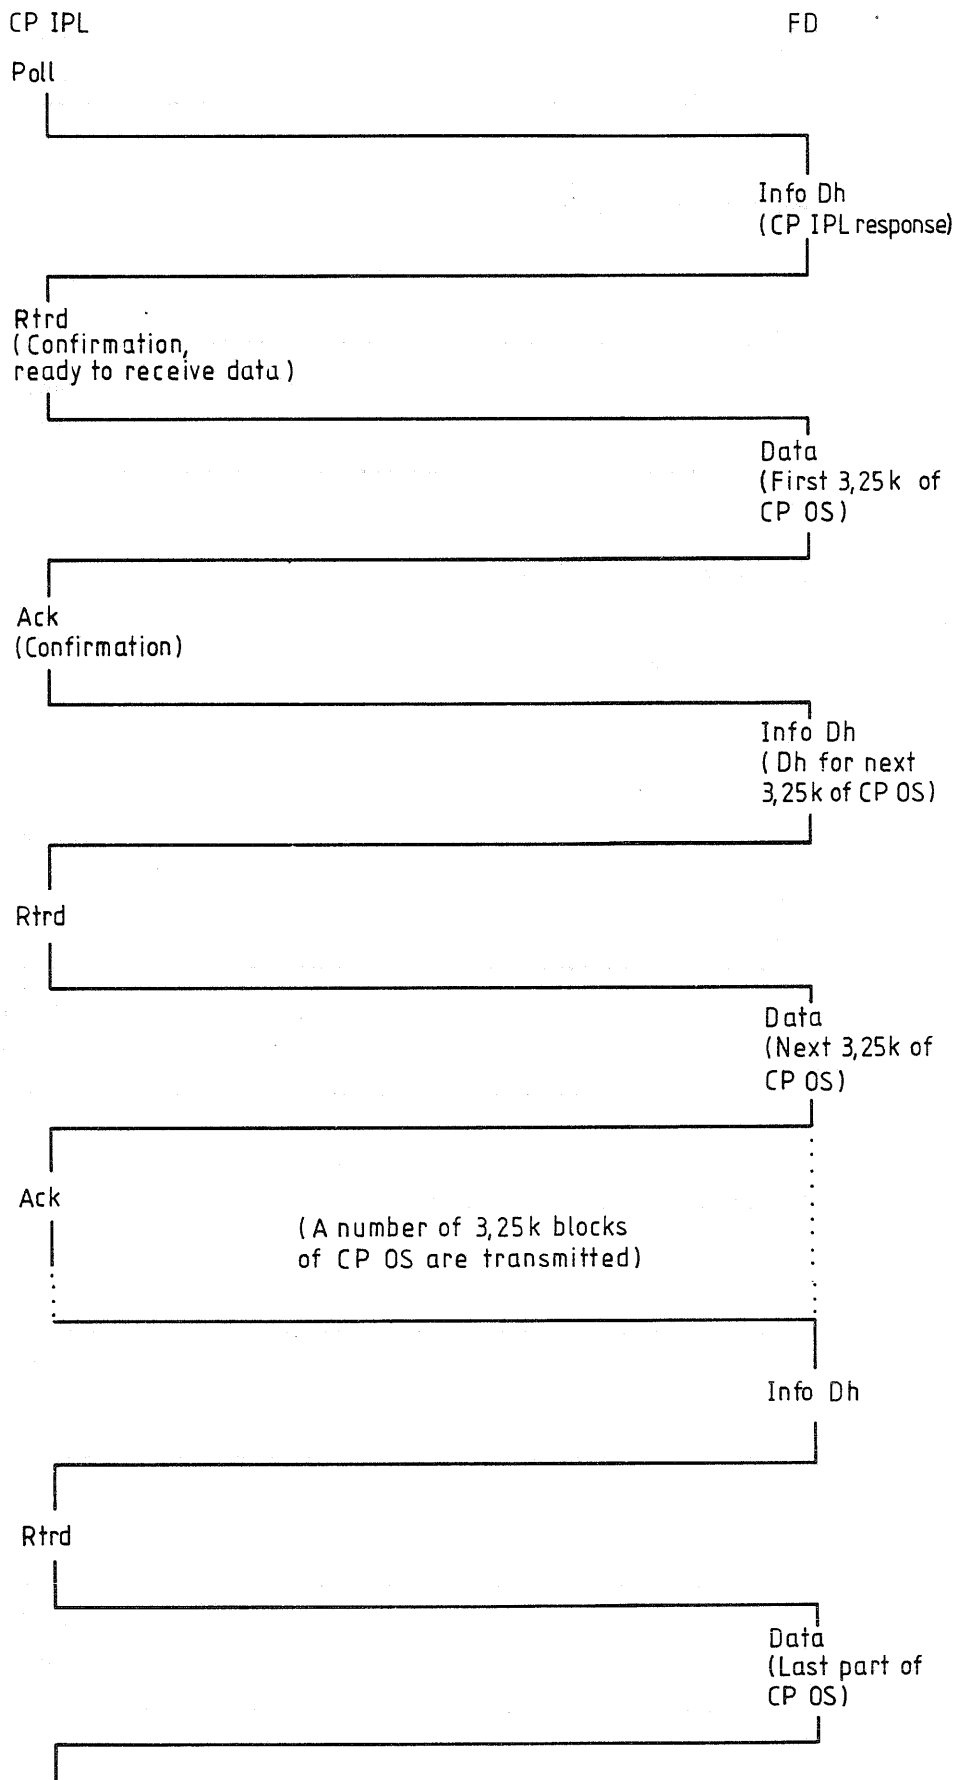 CP IPL FD
Poll
Info Dh
(CP IPL response)
Rtrd
(Confirmation,
ready to receive data)
Data
(First 3,25k of
CP OS)
Ack
(Confirmation)
Info Dh
(Dh for next
3,25k of CP OS)
Rtrd
Data
(Next 3,25k of
CP OS)
Ack
(A number of 3,25k blocks
of CP OS are transmitted)
Info Dh
Rtrd
Data
(Last part of
CP OS)